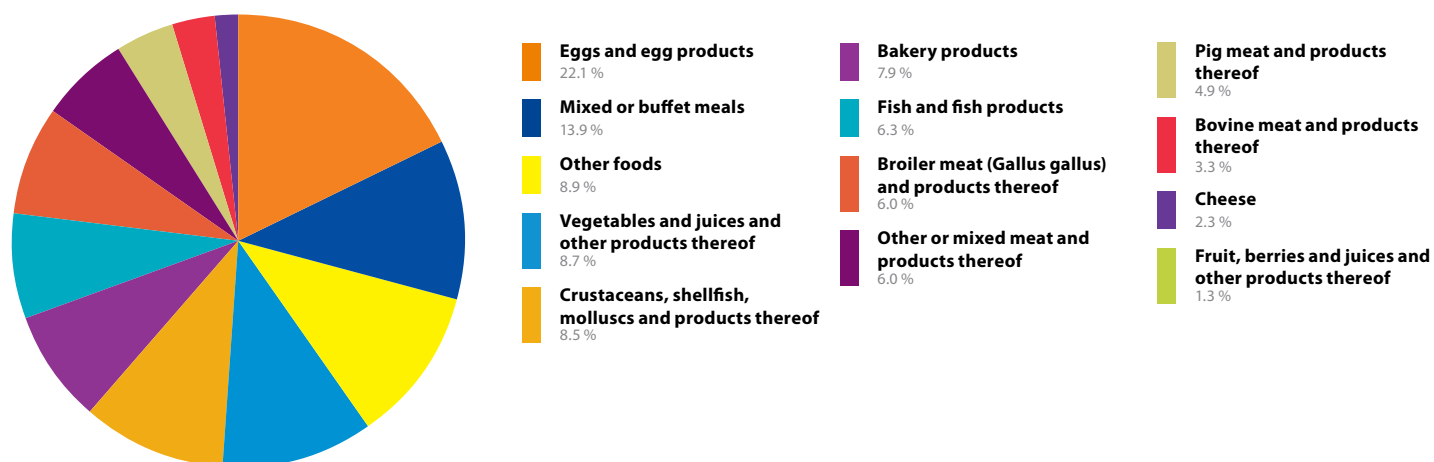 Eggs and egg products
22.1 %
Mixed or buffet meals
13.9 %
Other foods
8.9 %
Vegetables and juices and
other products thereof
8.7 %
Crustaceans, shellfish,
molluscs and products thereof
8.5 %
Bakery products
7.9 %
Fish and fish products
6.3 %
Broiler meat (Gallus gallus)
and products thereof
6.0 %
Other or mixed meat and
products thereof
6.0 %
Pig meat and products
thereof
4.9 %
Bovine meat and products
thereof
3.3 %
Cheese
2.3 %
Fruit, berries and juices and
other products thereof
1.3 %